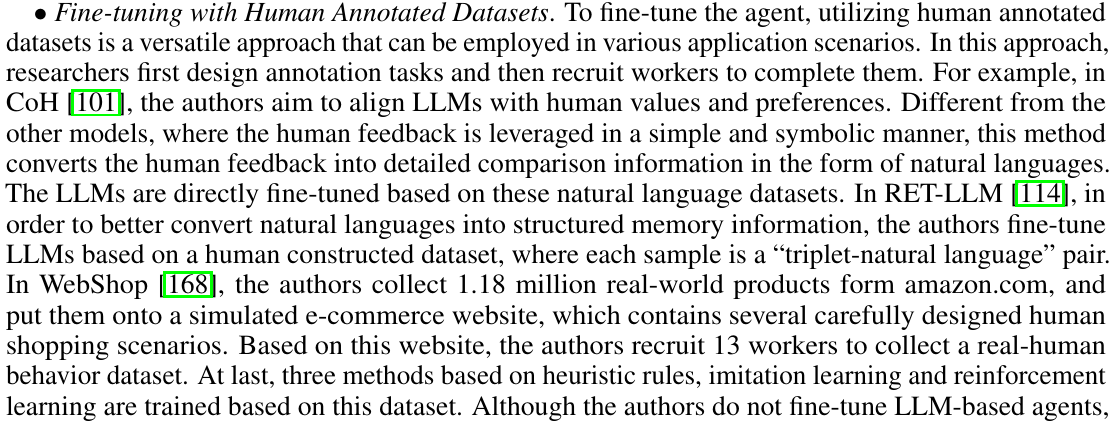 • Fine-tuning with Human Annotated Datasets. To fine-tune the agent, utilizing human annotated
datasets is a versatile approach that can be employed in various application scenarios. In this approach,
researchers first design annotation tasks and then recruit workers to complete them. For example, in
CoH [101], the authors aim to align LLMs with human values and preferences. Different from the
other models, where the human feedback is leveraged in a simple and symbolic manner, this method
converts the human feedback into detailed comparison information in the form of natural languages.
The LLMs are directly fine-tuned based on these natural language datasets. In RET-LLM [114], in
order to better convert natural languages into structured memory information, the authors fine-tune
LLMs based on a human constructed dataset, where each sample is a “triplet-natural language” pair.
In WebShop [168], the authors collect 1.18 million real-world products form amazon.com, and
put them onto a simulated e-commerce website, which contains several carefully designed human
shopping scenarios. Based on this website, the authors recruit 13 workers to collect a real-human
behavior dataset. At last, three methods based on heuristic rules, imitation learning and reinforcement
learning are trained based on this dataset. Although the authors do not fine-tune LLM-based agents,